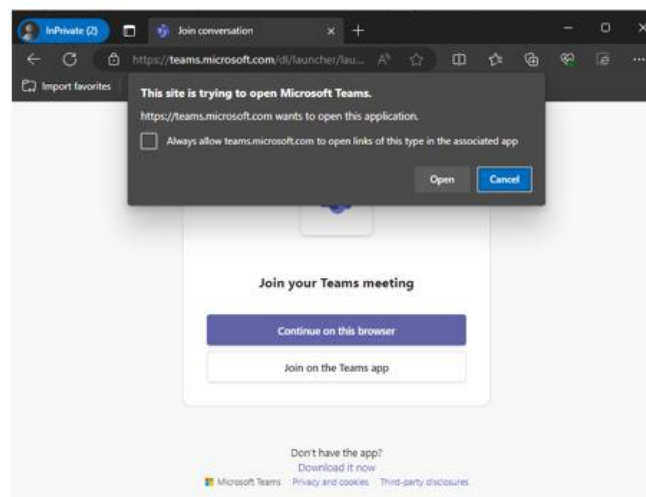 InPrivate (2)
Join conversation
https://teams.microsoft.com/dl/launcher/lau...
Import favorites
This site is trying to open Microsoft Teams.
https://teams.microsoft.com wants to open this application.
Always allow teams.microsoft.com to open links of this type in the associated app
Open Cancel
Join your Teams meeting
Continue on this browser
Join on the Teams app
Don't have the app?
Download it now
Microsoft Teams Privacy and cookies Third-party disclosures